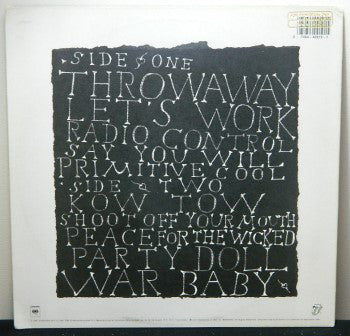 SIDE ONE
THROWAWAY
LET'S WORK
RADIO CONTROL
SAY YOU WILL
PRIMITIVE COOL
SIDE TWO
KOW TOW
SHOOT OFF YOUR MOUTH
PEACE FOR THE WICKED
PARTY DOLL
WAR BABY